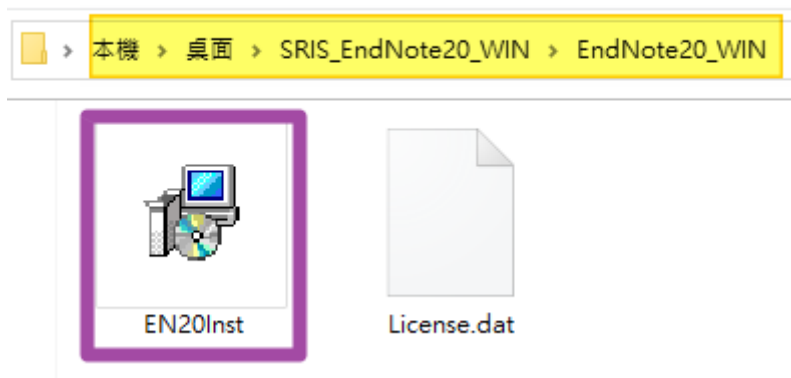 本機 > 桌面 > SRIS_EndNote20_WIN > EndNote20_WIN
EN20Inst
License.dat